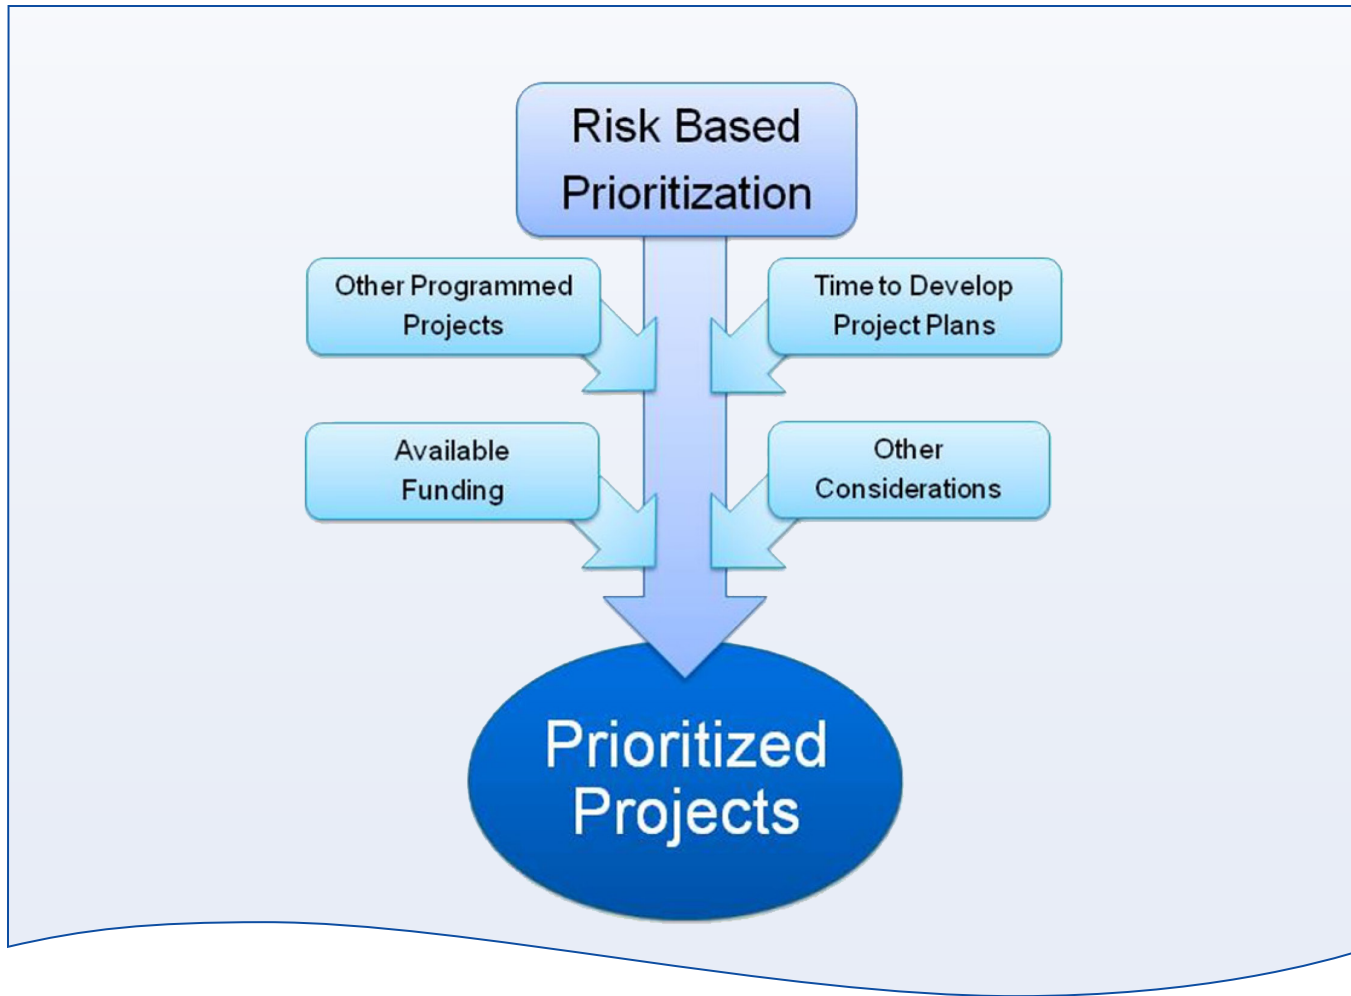 Risk Based
Prioritization
Other Programmed
Projects
Time to Develop
Project Plans
Available
Funding
Other
Considerations
Prioritized
Projects